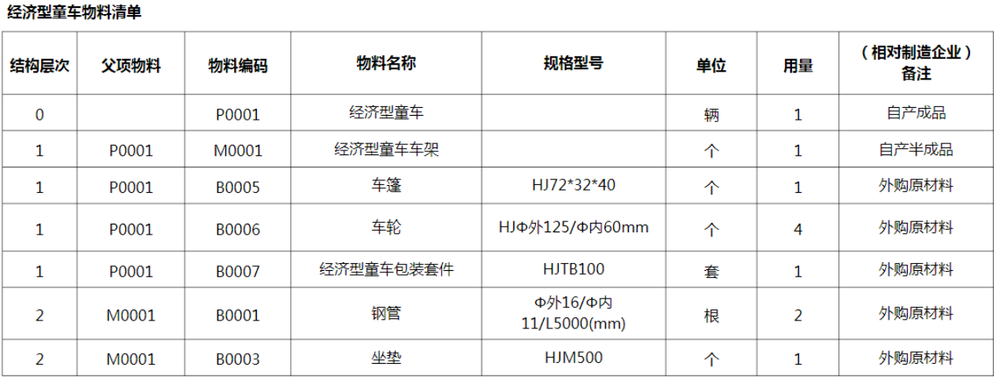 经济型童车物料清单
结构层次 父项物料 物料编码 物料名称 规格型号 单位 用量 （相对制造企业）
备注
0 P0001 经济型童车 辆 1 自产成品
1 P0001 M0001 经济型童车车架 个 1 自产半成品
1 P0001 B0005 车篷 HJ72*32*40 个 1 外购原材料
1 P0001 B0006 车轮 HJΦ外125/Φ内60mm 个 4 外购原材料
1 P0001 B0007 经济型童车包装套件 HJTB100 套 1 外购原材料
2 M0001 B0001 钢管 Φ外16/Φ内 根 2 外购原材料
11/L5000(mm)
2 M0001 B0003 坐垫 HJM500 个 1 外购原材料